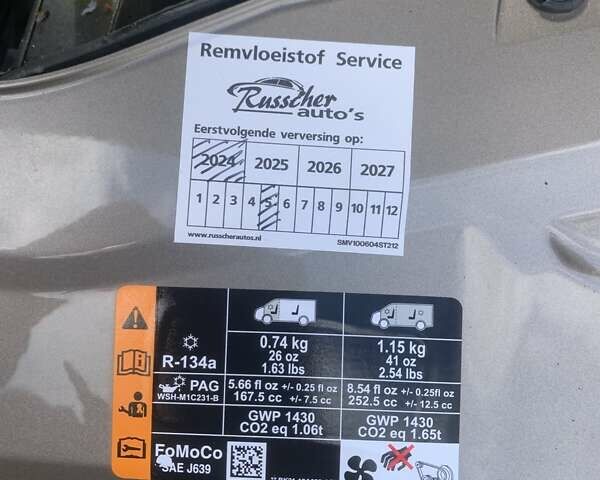 Remvloeistof Service
Russcher
auto's
Eerstvolgende verversing op:
2024 2025 2026 2027
1 2 3 4 5 6 7 8 9 10 11 12
www.russcherautos.nl SMV100604ST212
R-134a
0.74 kg
26 oz
1.63 lbs
1.15 kg
41 oz
2.54 lbs
PAG
WSH-M1C231-B
5.66 fl oz +/- 0.25 fl oz
167.5 cc +/- 7.5 cc
8.54 fl oz +/- 0.25fl oz
252.5 cc +/- 12.5 cc
GWP 1430
CO2 eq 1.06t
GWP 1430
CO2 eq 1.65t
FoMoCo
SAE J639